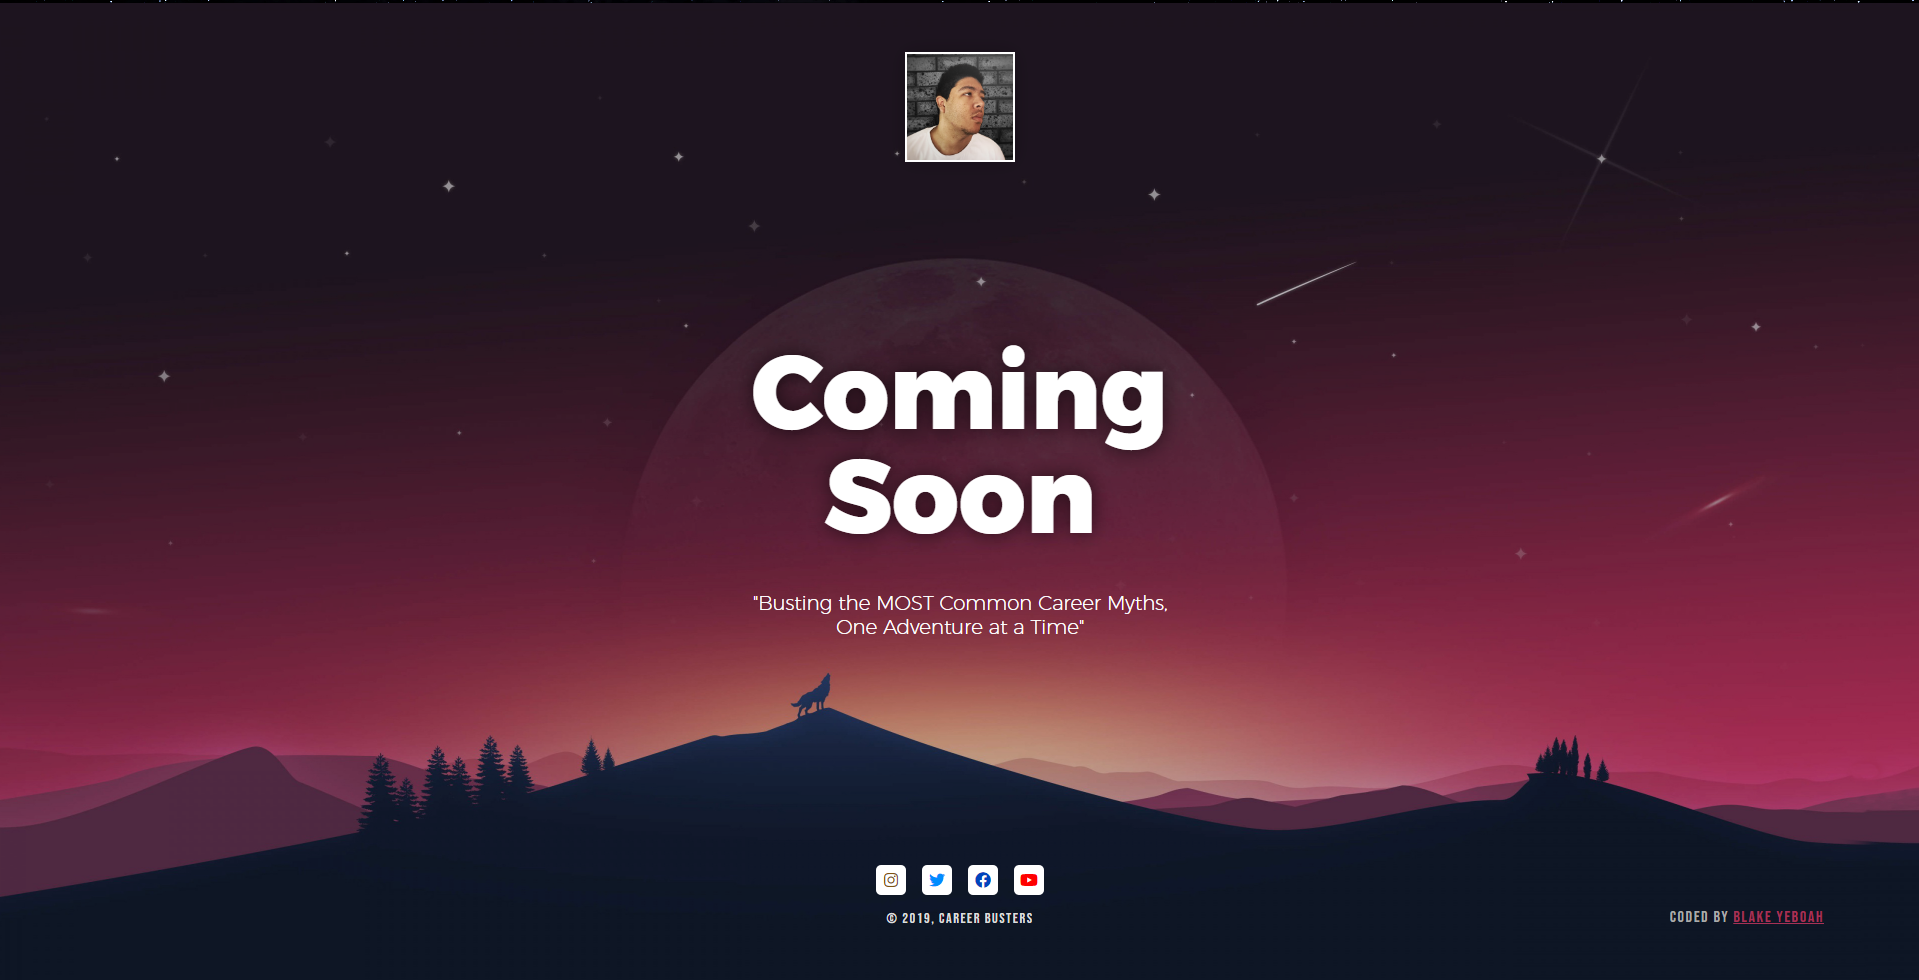 Coming
Soon
"Busting the MOST Common Career Myths,
One Adventure at a Time"
© 2019, CAREER BUSTERS
CODED BY BLAKE YEBOAH